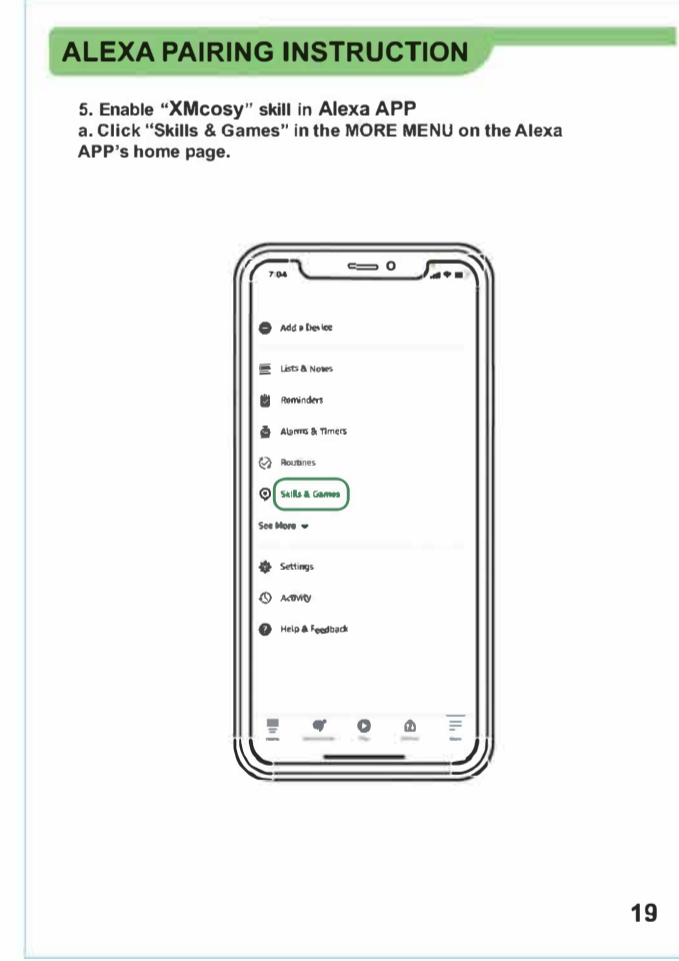 ALEXA PAIRING INSTRUCTION
5. Enable “XMcosy” skill in Alexa APP
a. Click “Skills & Games” in the MORE MENU on the Alexa
APP’s home page.
7:04
Add a Device
Lists & Notes
Reminders
Alarms & Timers
Routines
Skills & Games
See More
Settings
Activity
Help & Feedback
19